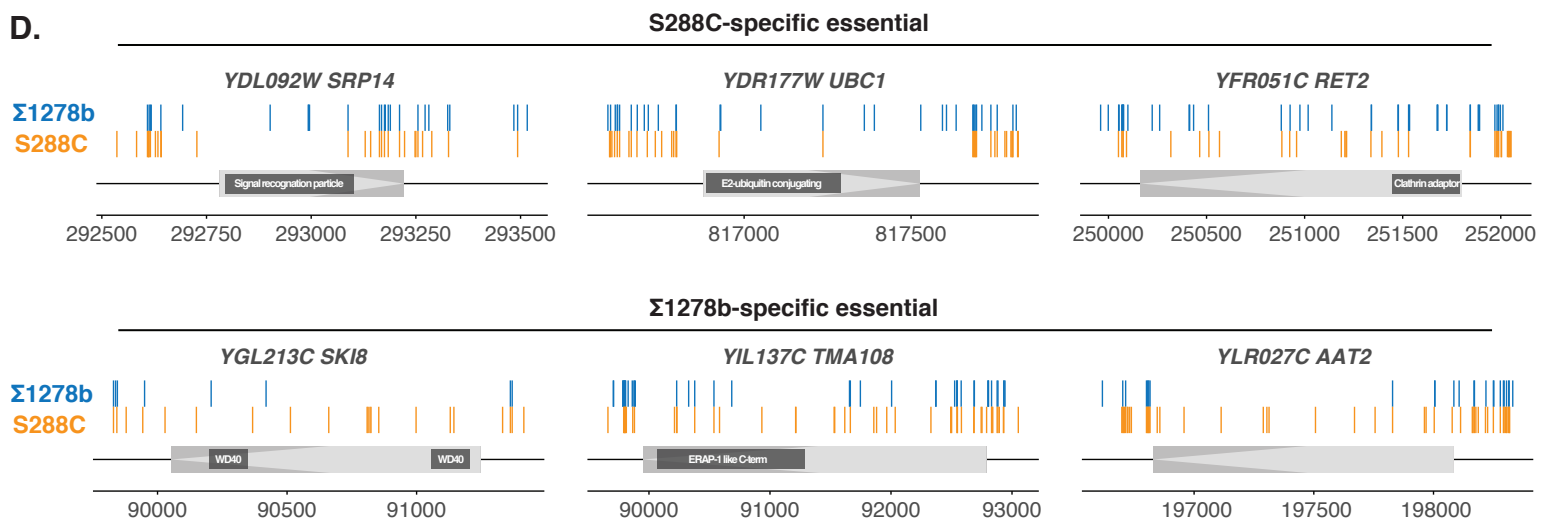 D.
S288C-specific essential
YDL092W SRP14 YDR177W UBC1 YFR051C RET2
Σ1278b
S288C
Signal recognation particle E2-ubiquitin conjugating Clathrin adaptor
292500 292750 293000 293250 293500 817000 817500 250000 250500 251000 251500 252000
Σ1278b-specific essential
YGL213C SKI8 YIL137C TMA108 YLR027C AAT2
Σ1278b
S288C
WD40 WD40 ERAP-1 like C-term
90000 90500 91000 90000 91000 92000 93000 197000 197500 198000